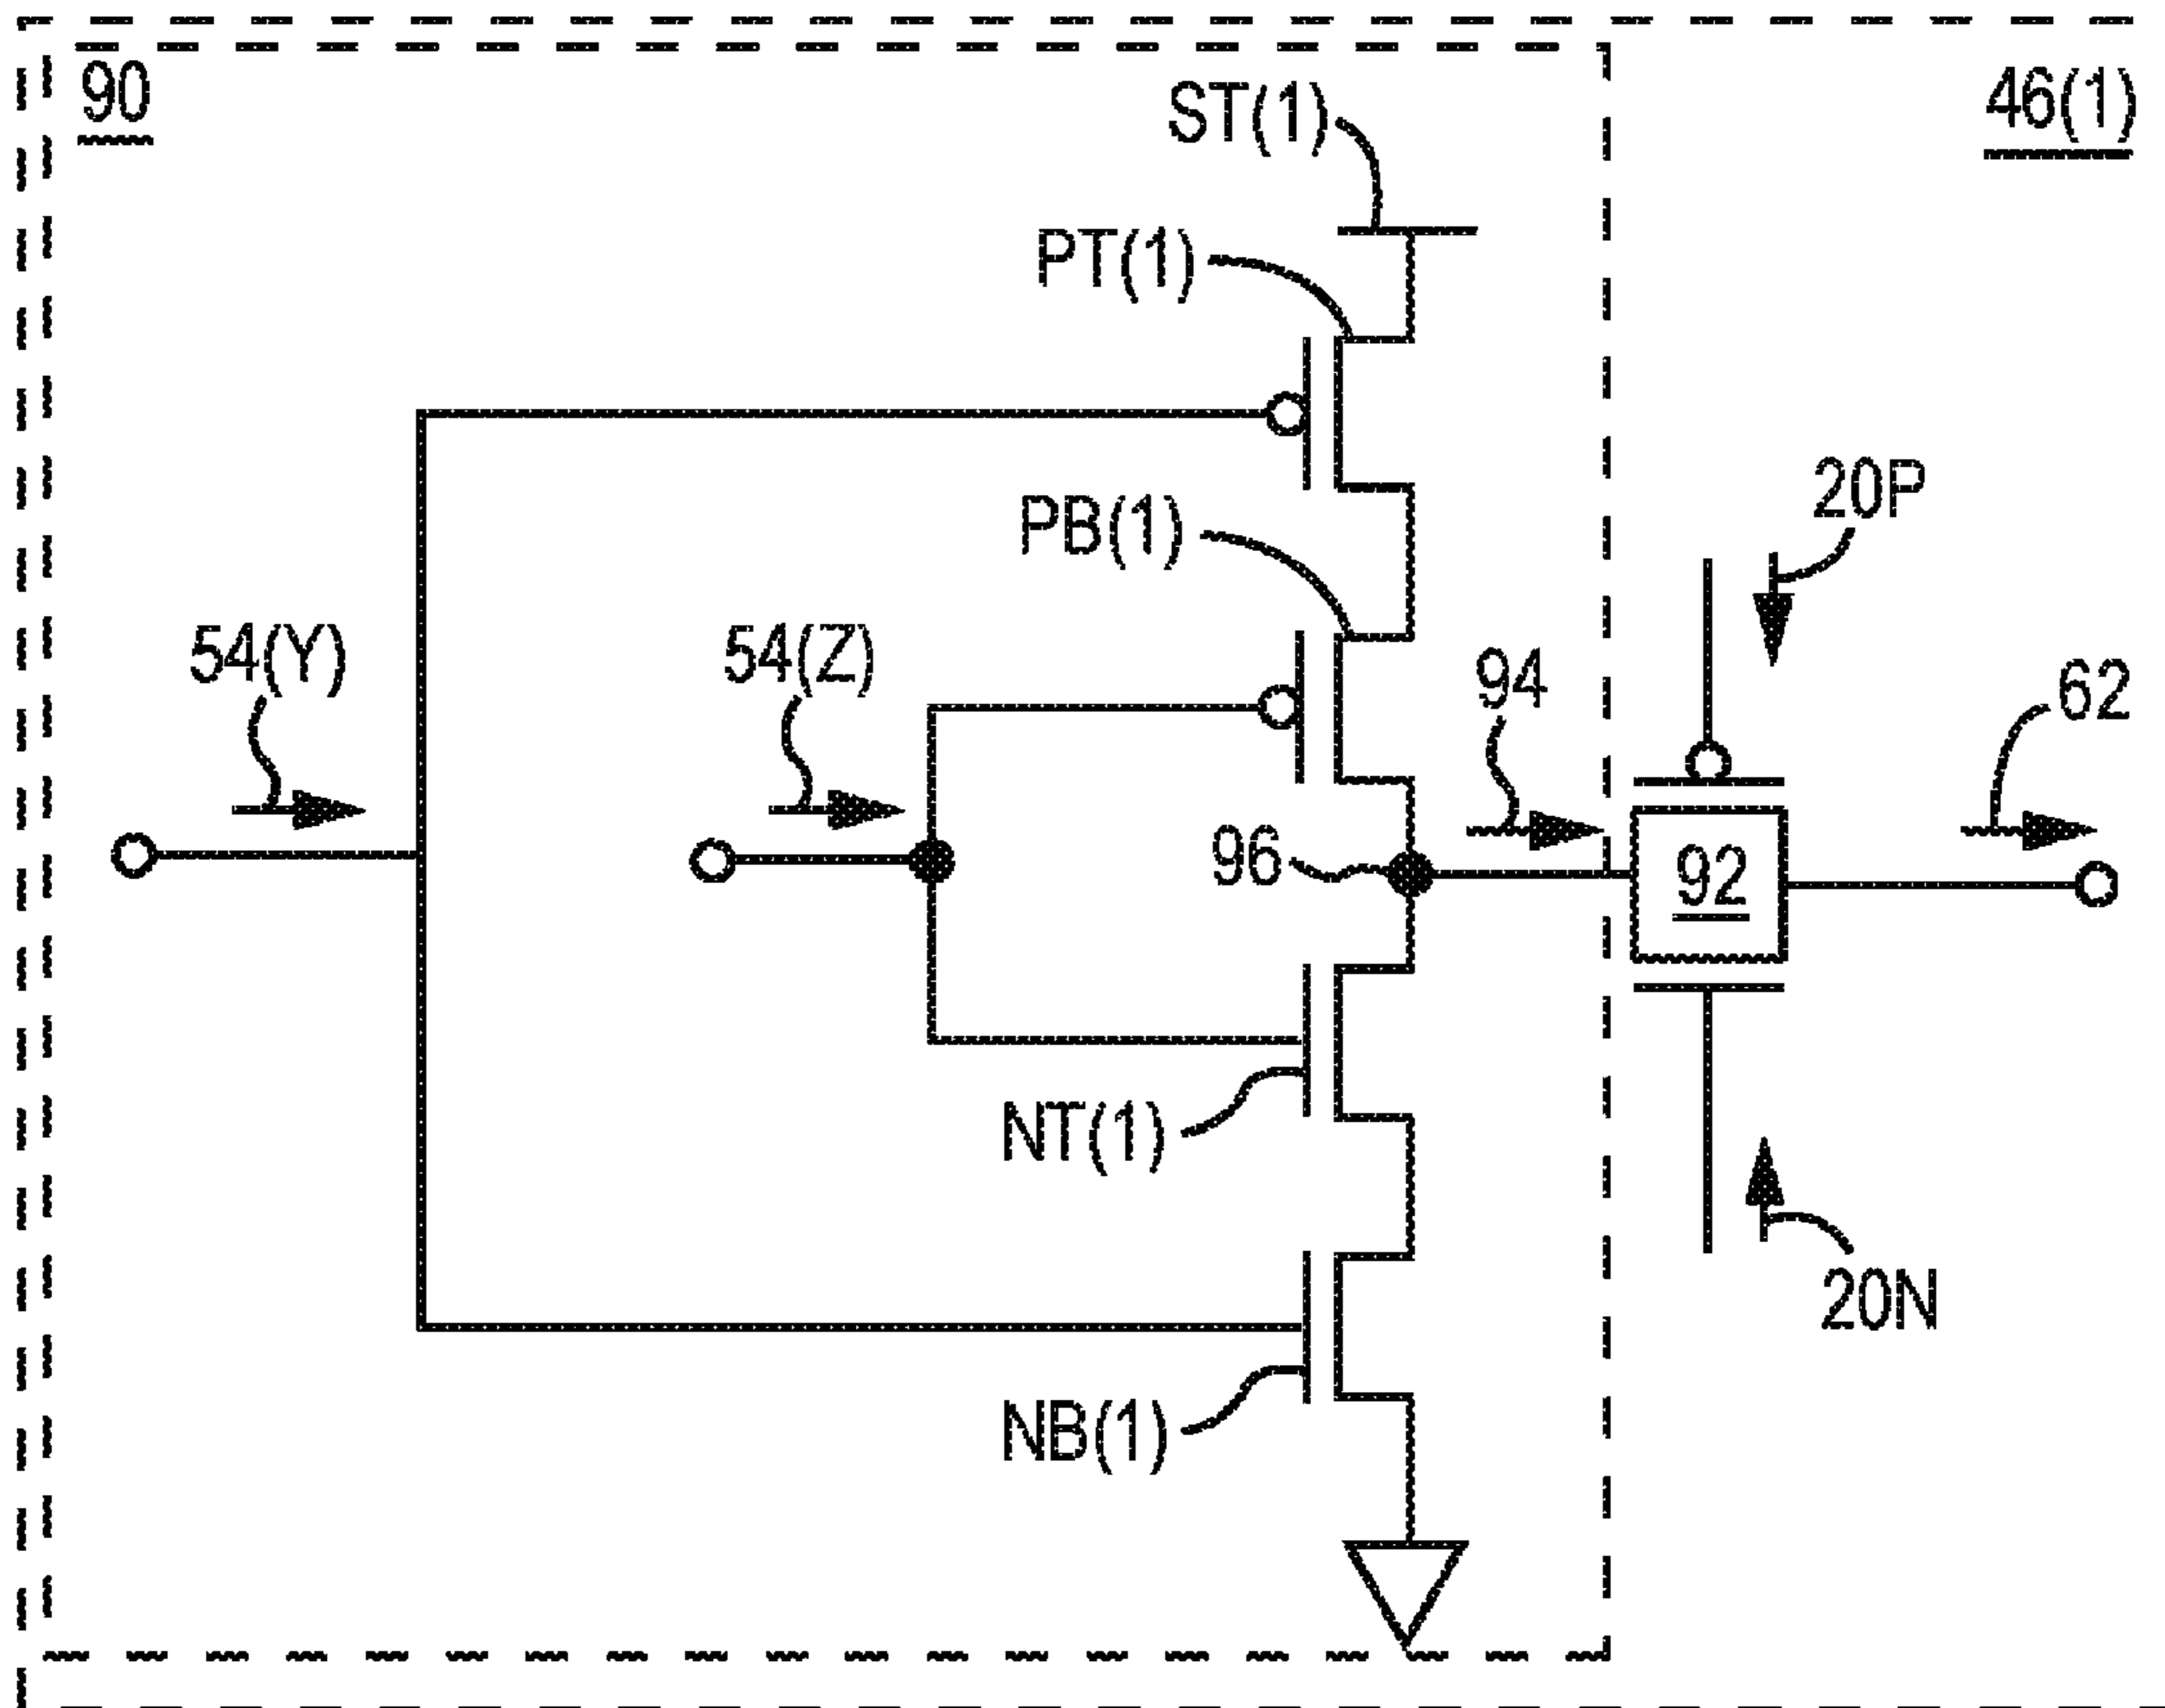 90
ST(1)
46(1)
PT(1)
20P
PB(1)
54(Y)
54(Z)
94
62
96
92
NT(1)
20N
NB(1)